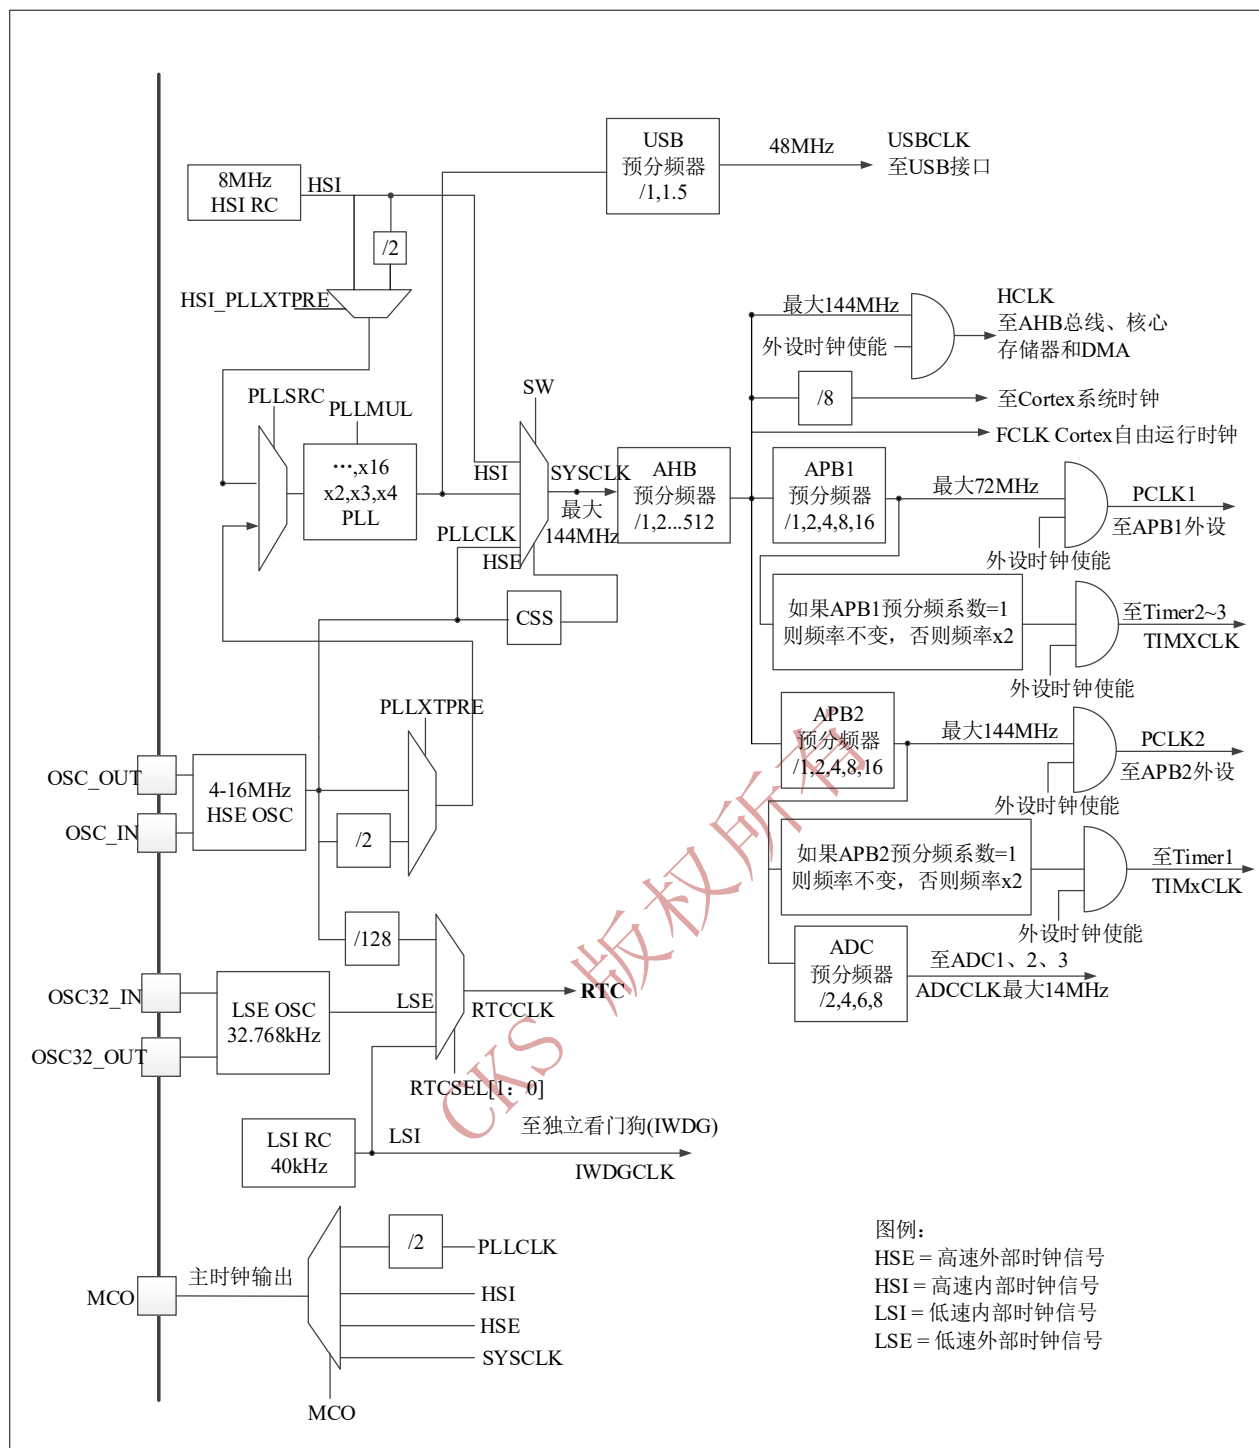 USB
预分频器
/1,1.5
48MHz
USBCLK
至USB接口
8MHz
HSI RC
HSI
/2
HSI_PLLXTPRE
最大144MHz
外设时钟使能
HCLK
至AHB总线、核心
存储器和DMA
/8
至Cortex系统时钟
FCLK Cortex自由运行时钟
PLLSRC
PLLMUL
…,x16
x2,x3,x4
PLL
SW
HSI
PLLCLK
HSE
SYSCLK
最大
144MHz
AHB
预分频器
/1,2...512
CSS
APB1
预分频器
/1,2,4,8,16
最大72MHz
PCLK1
至APB1外设
外设时钟使能
如果APB1预分频系数=1
则频率不变，否则频率x2
至Timer2~3
TIMXCLK
外设时钟使能
APB2
预分频器
/1,2,4,8,16
最大144MHz
PCLK2
至APB2外设
外设时钟使能
如果APB2预分频系数=1
则频率不变，否则频率x2
至Timer1
TIMxCLK
外设时钟使能
ADC
预分频器
/2,4,6,8
至ADC1、2、3
ADCCLK最大14MHz
PLLXTPRE
OSC_OUT
OSC_IN
4-16MHz
HSE OSC
/2
/128
OSC32_IN
OSC32_OUT
LSE OSC
32.768kHz
LSE
RTCCLK
RTC
RTCSEL[1：0]
LSI RC
40kHz
LSI
至独立看门狗(IWDG)
IWDGCLK
MCO
主时钟输出
/2
PLLCLK
HSI
HSE
SYSCLK
MCO
图例：
HSE = 高速外部时钟信号
HSI = 高速内部时钟信号
LSI = 低速内部时钟信号
LSE = 低速外部时钟信号
CKS 版权所有